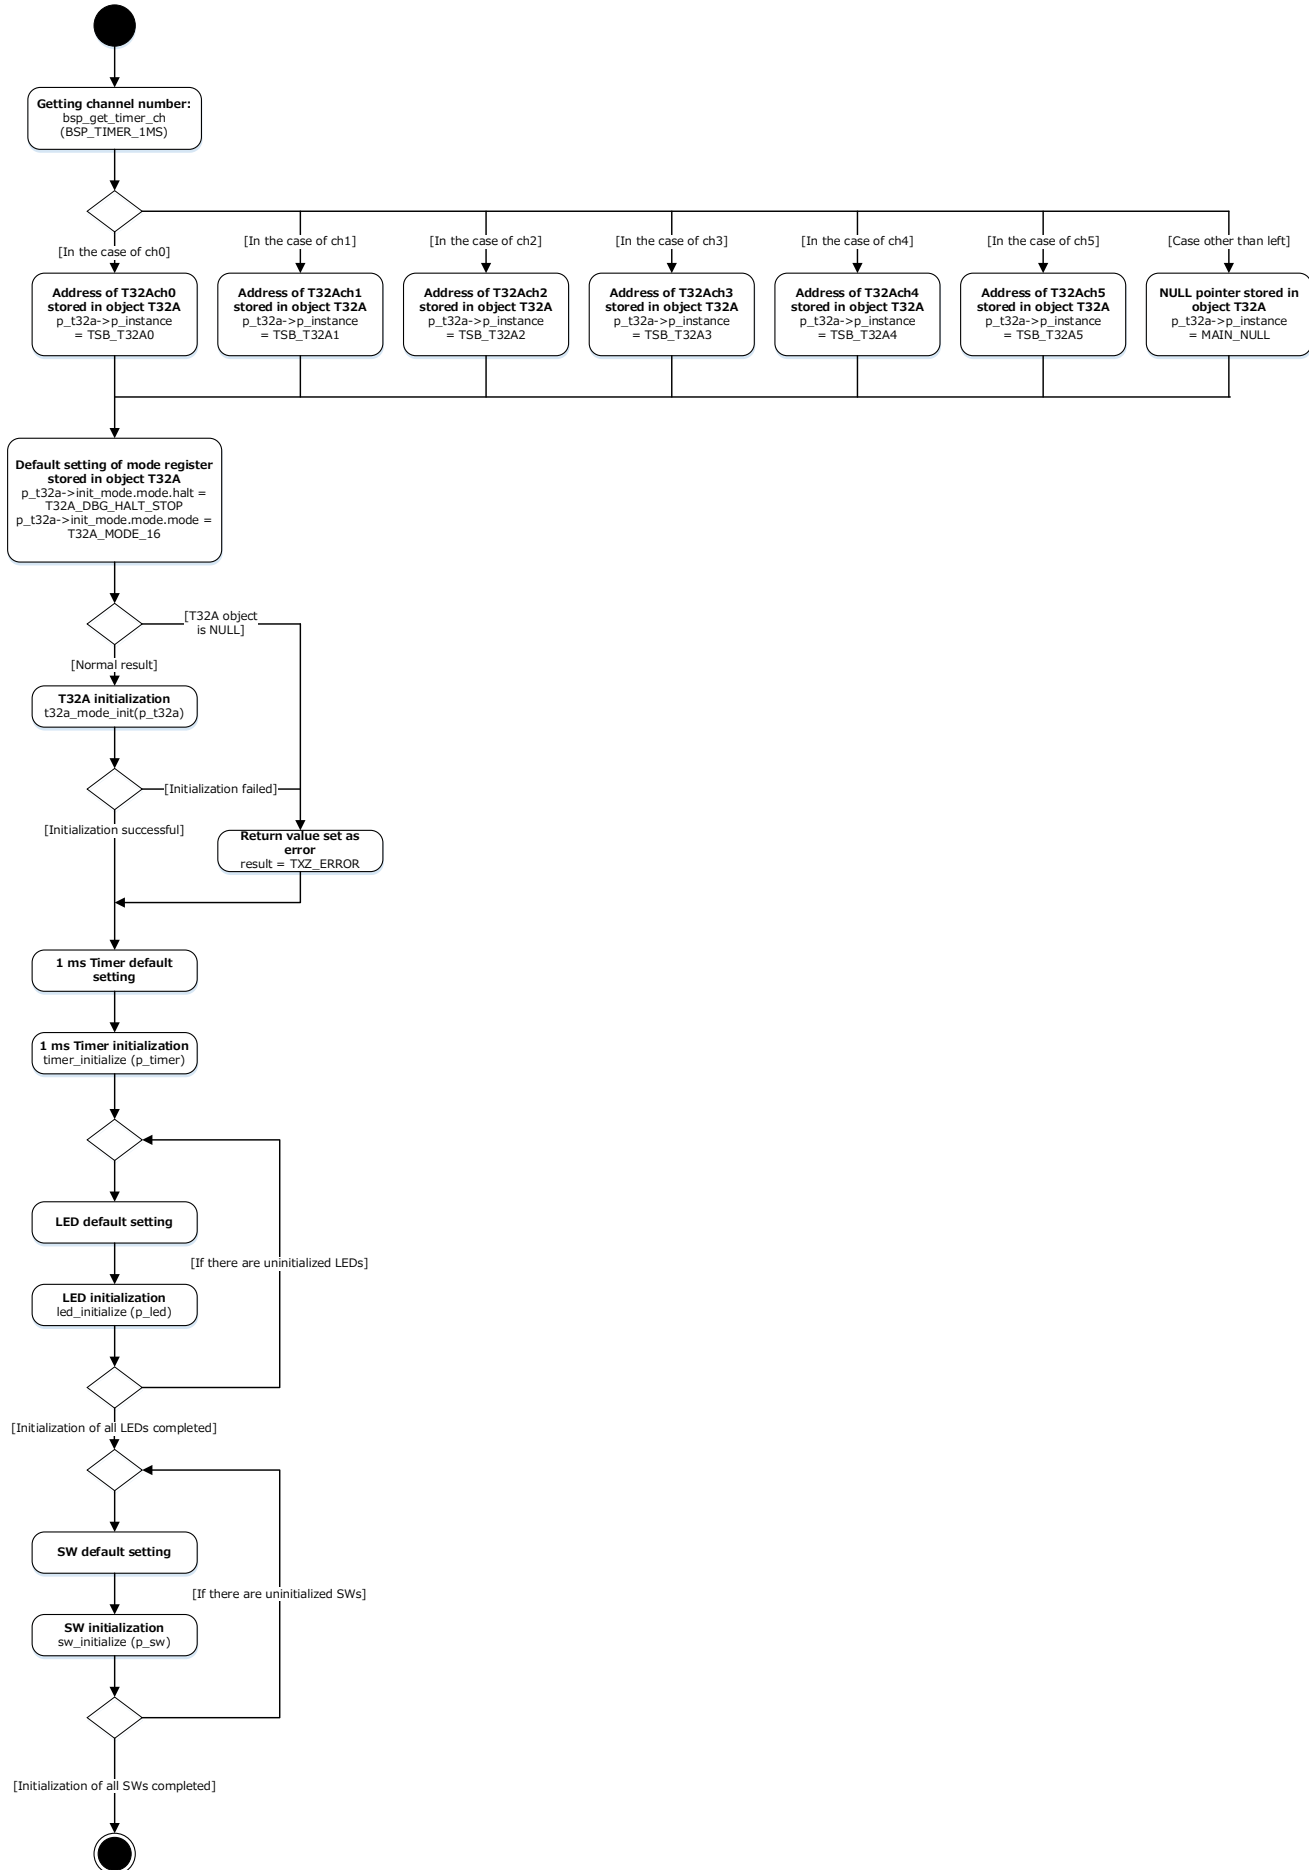 Getting channel number:
bsp_get_timer_ch
(BSP_TIMER_1MS)
[In the case of ch0]
[In the case of ch1]
[In the case of ch2]
[In the case of ch3]
[In the case of ch4]
[In the case of ch5]
[Case other than left]
Address of T32Ach0
stored in object T32A
p_t32a->p_instance
= TSB_T32A0
Address of T32Ach1
stored in object T32A
p_t32a->p_instance
= TSB_T32A1
Address of T32Ach2
stored in object T32A
p_t32a->p_instance
= TSB_T32A2
Address of T32Ach3
stored in object T32A
p_t32a->p_instance
= TSB_T32A3
Address of T32Ach4
stored in object T32A
p_t32a->p_instance
= TSB_T32A4
Address of T32Ach5
stored in object T32A
p_t32a->p_instance
= TSB_T32A5
NULL pointer stored in
object T32A
p_t32a->p_instance
= MAIN_NULL
Default setting of mode register
stored in object T32A
p_t32a->init_mode.mode.halt =
T32A_DBG_HALT_STOP
p_t32a->init_mode.mode.mode =
T32A_MODE_16
[T32A object
is NULL]
[Normal result]
T32A initialization
t32a_mode_init(p_t32a)
[Initialization failed]
[Initialization successful]
Return value set as
error
result = TXZ_ERROR
1 ms Timer default
setting
1 ms Timer initialization
timer_initialize (p_timer)
LED default setting
[If there are uninitialized LEDs]
LED initialization
led_initialize (p_led)
[Initialization of all LEDs completed]
SW default setting
[If there are uninitialized SWs]
SW initialization
sw_initialize (p_sw)
[Initialization of all SWs completed]